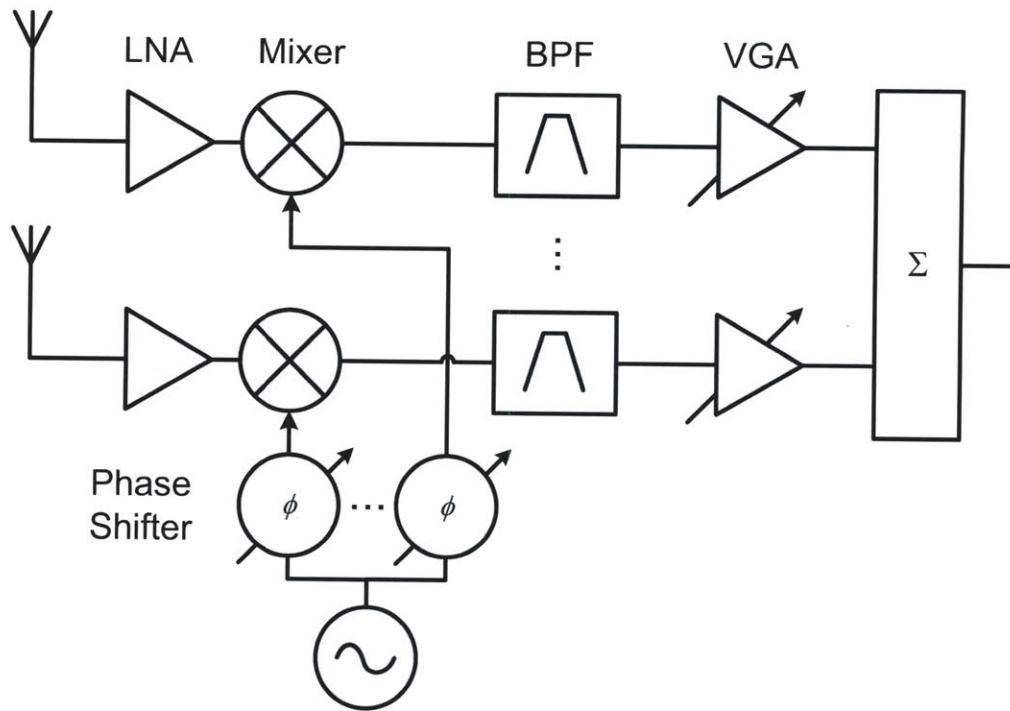 LNA
Mixer
BPF
VGA
⋮
Σ
Phase
Shifter
ϕ
...
ϕ